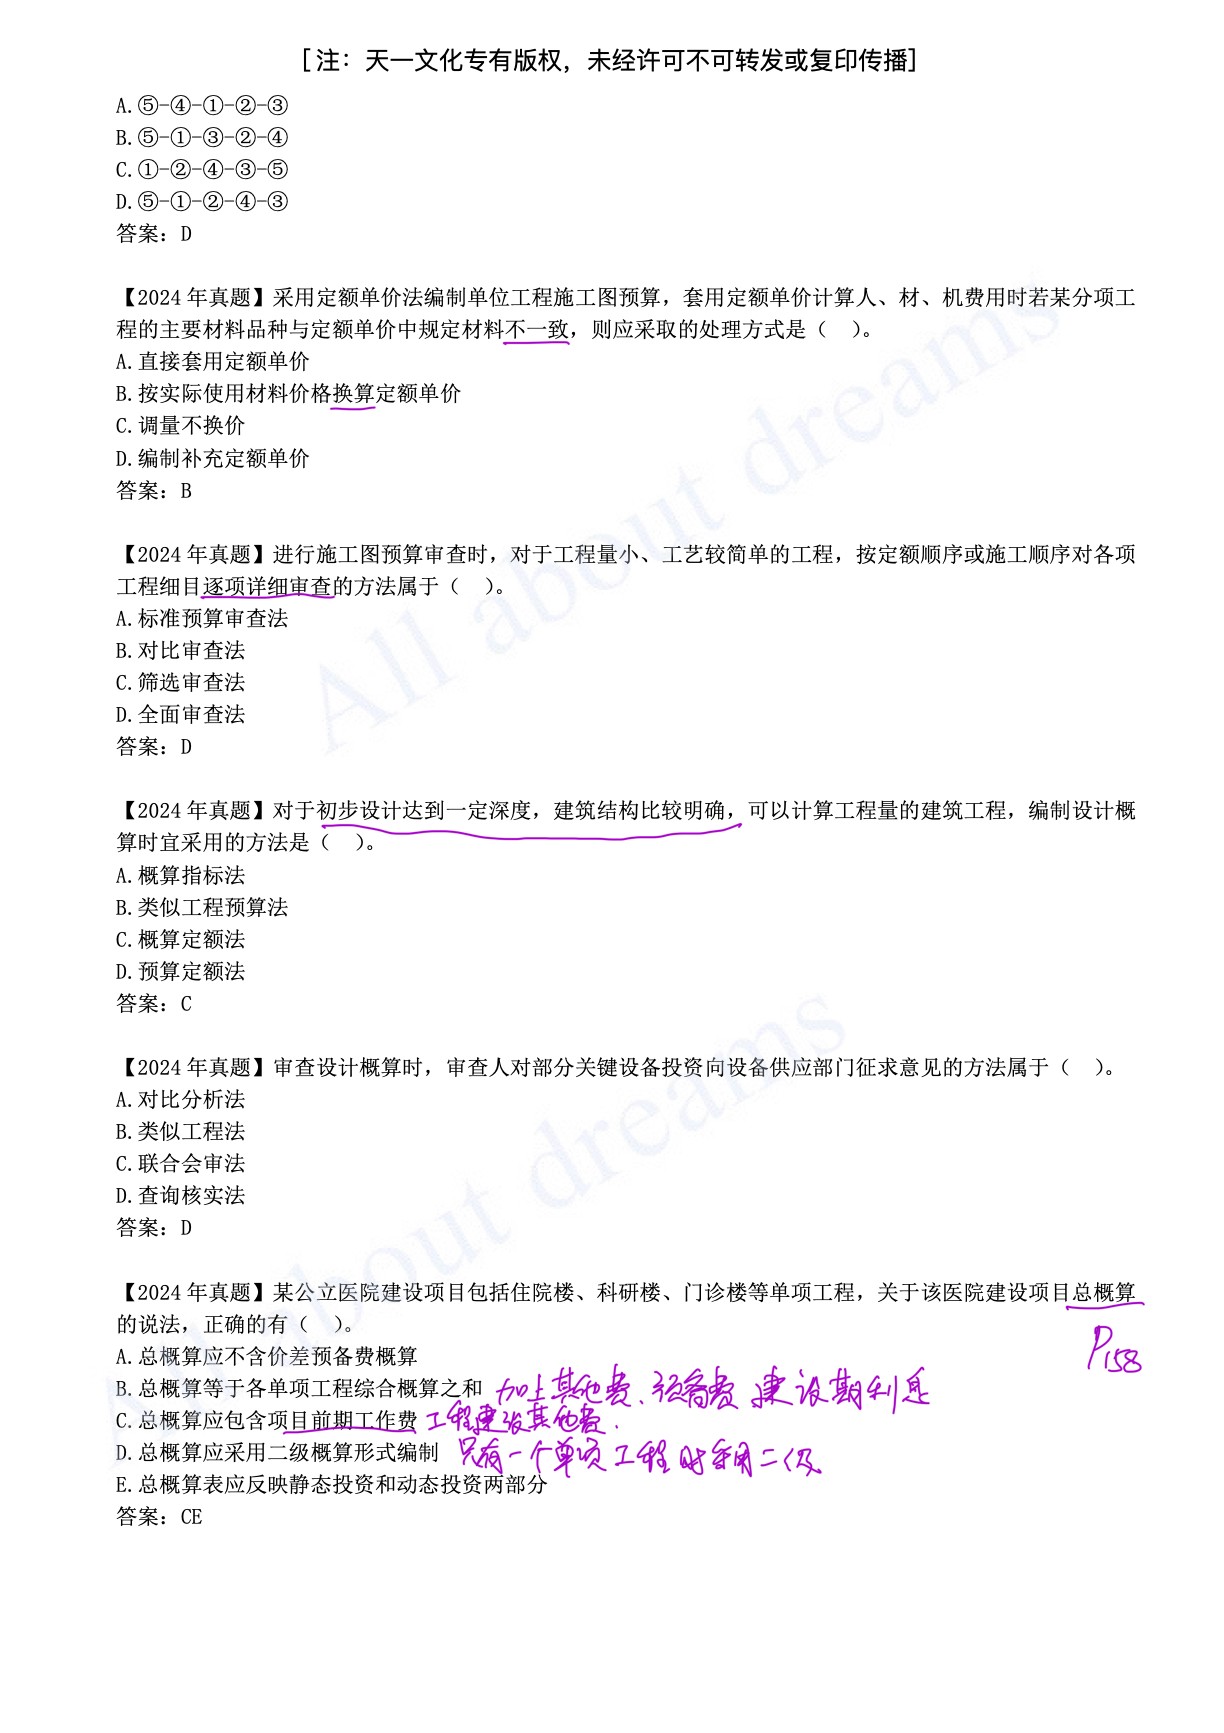 [注：天一文化专有版权，未经许可不可转发或复印传播]
A.⑤-④-①-②-③
B.⑤-①-③-②-④
C.①-②-④-③-⑤
D.⑤-①-②-④-③
答案：D
【2024年真题】采用定额单价法编制单位工程施工图预算，套用定额单价计算人、材、机费用时若某分项工
程的主要材料品种与定额单价中规定材料不一致，则应采取的处理方式是（ ）。
A.直接套用定额单价
B.按实际使用材料价格换算定额单价
C.调量不换价
D.编制补充定额单价
答案：B
【2024年真题】进行施工图预算审查时，对于工程量小、工艺较简单的工程，按定额顺序或施工顺序对各项
工程细目逐项详细审查的方法属于（ ）。
A.标准预算审查法
B.对比审查法
C.筛选审查法
D.全面审查法
答案：D
【2024年真题】对于初步设计达到一定深度，建筑结构比较明确，可以计算工程量的建筑工程，编制设计概
算时宜采用的方法是（ ）。
A.概算指标法
B.类似工程预算法
C.概算定额法
D.预算定额法
答案：C
【2024年真题】审查设计概算时，审查人对部分关键设备投资向设备供应部门征求意见的方法属于（ ）。
A.对比分析法
B.类似工程法
C.联合会审法
D.查询核实法
答案：D
【2024年真题】某公立医院建设项目包括住院楼、科研楼、门诊楼等单项工程，关于该医院建设项目总概算
的说法，正确的有（ ）。
P158
A.总概算应不含价差预备费概算
B.总概算等于各单项工程综合概算之和 加上其他费、预备费 建设期利息
C.总概算应包含项目前期工作费 工程建设其他费.
D.总概算应采用二级概算形式编制 只有一个单项工程时采用二级
E.总概算表应反映静态投资和动态投资两部分
答案：CE
All about dreams
All about dreams